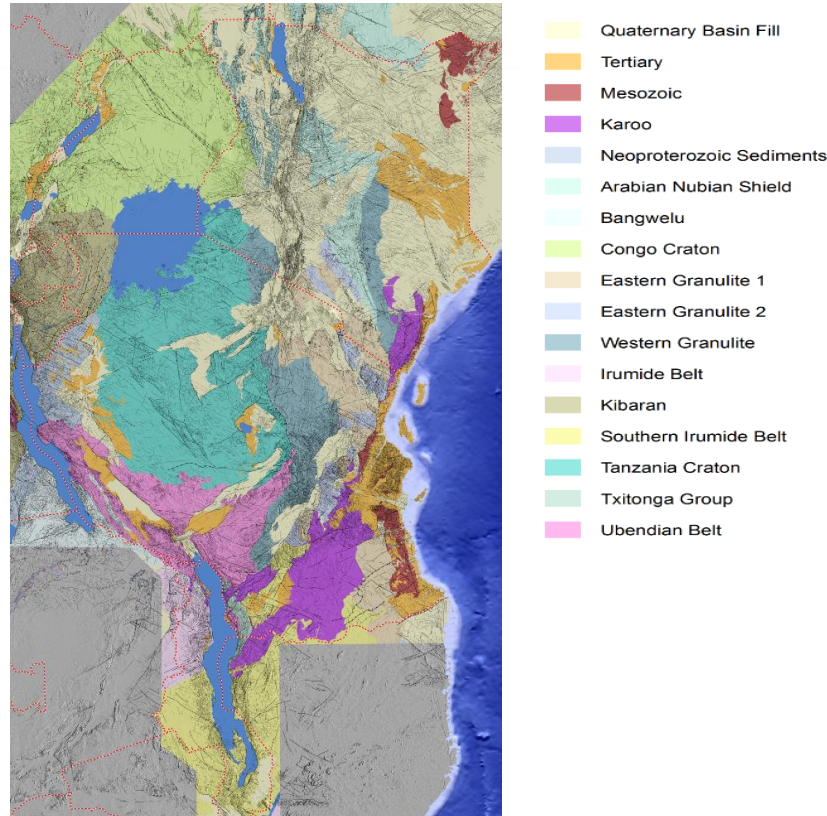 Quaternary Basin Fill
Tertiary
Mesozoic
Karoo
Neoproterozoic Sediments
Arabian Nubian Shield
Bangwelu
Congo Craton
Eastern Granulite 1
Eastern Granulite 2
Western Granulite
Irumide Belt
Kibaran
Southern Irumide Belt
Tanzania Craton
Txitonga Group
Ubendian Belt